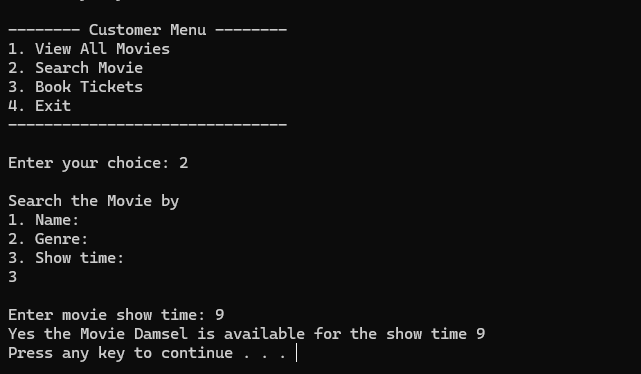 -------- Customer Menu --------
1. View All Movies
2. Search Movie
3. Book Tickets
4. Exit
-------------------------------
Enter your choice: 2
Search the Movie by
1. Name:
2. Genre:
3. Show time:
3
Enter movie show time: 9
Yes the Movie Damsel is available for the show time 9
Press any key to continue . . .